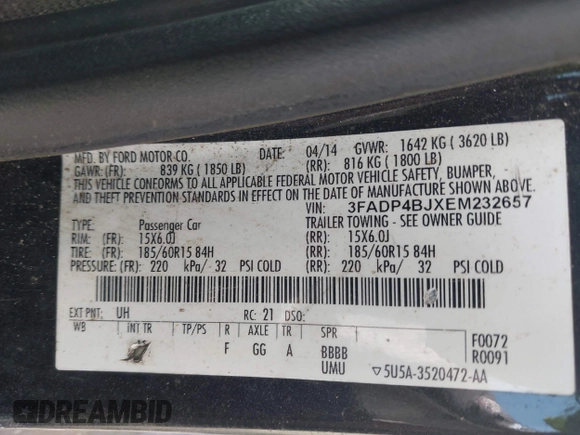 MFD. BY FORD MOTOR CO. DATE: 04/14 GVWR: 1642 KG ( 3620 LB)
GAWR: (FR): 839 KG ( 1850 LB) (RR): 816 KG ( 1800 LB)
THIS VEHICLE CONFORMS TO ALL APPLICABLE FEDERAL MOTOR VEHICLE SAFETY, BUMPER,
AND THEFT PREVENTION STANDARDS IN EFFECT ON THE DATE OF MANUFACTURE SHOWN ABOVE.
VIN: 3FADP4BJXEM232657
TYPE: Passenger Car TRAILER TOWING - SEE OWNER GUIDE
RIM: (FR): 15X6.0J (RR): 15X6.0J
TIRE: (FR): 185/60R15 84H (RR): 185/60R15 84H
PRESSURE: (FR): 220 kPa/ 32 PSI COLD (RR): 220 kPa/ 32 PSI COLD
EXT PNT: UH RC: 21 DSO:
WB INT TR TP/PS R AXLE TR SPR F0072
F GG A BBBB R0091
UMU ▽5U5A-3520472-AA
DREAMBID